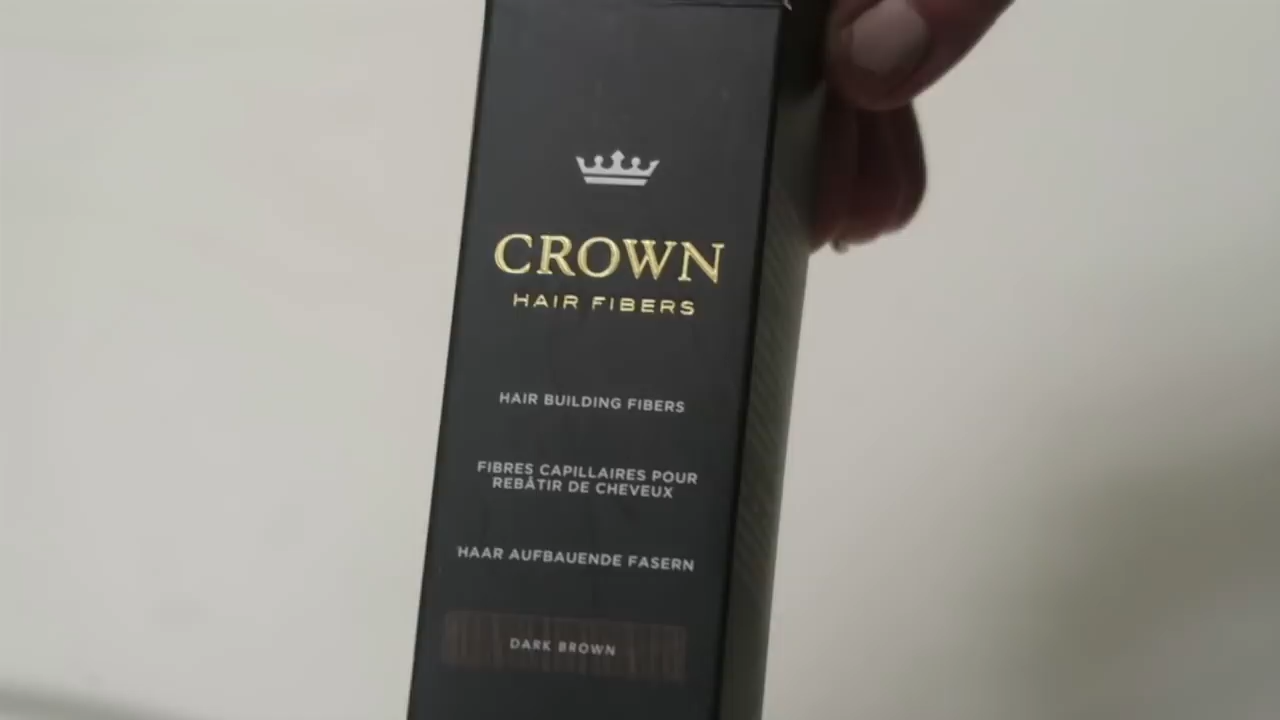 CROWN
HAIR FIBERS
HAIR BUILDING FIBERS
FIBRES CAPILLAIRES POUR
REBÂTIR DE CHEVEUX
HAAR AUFBAUENDE FASERN
DARK BROWN